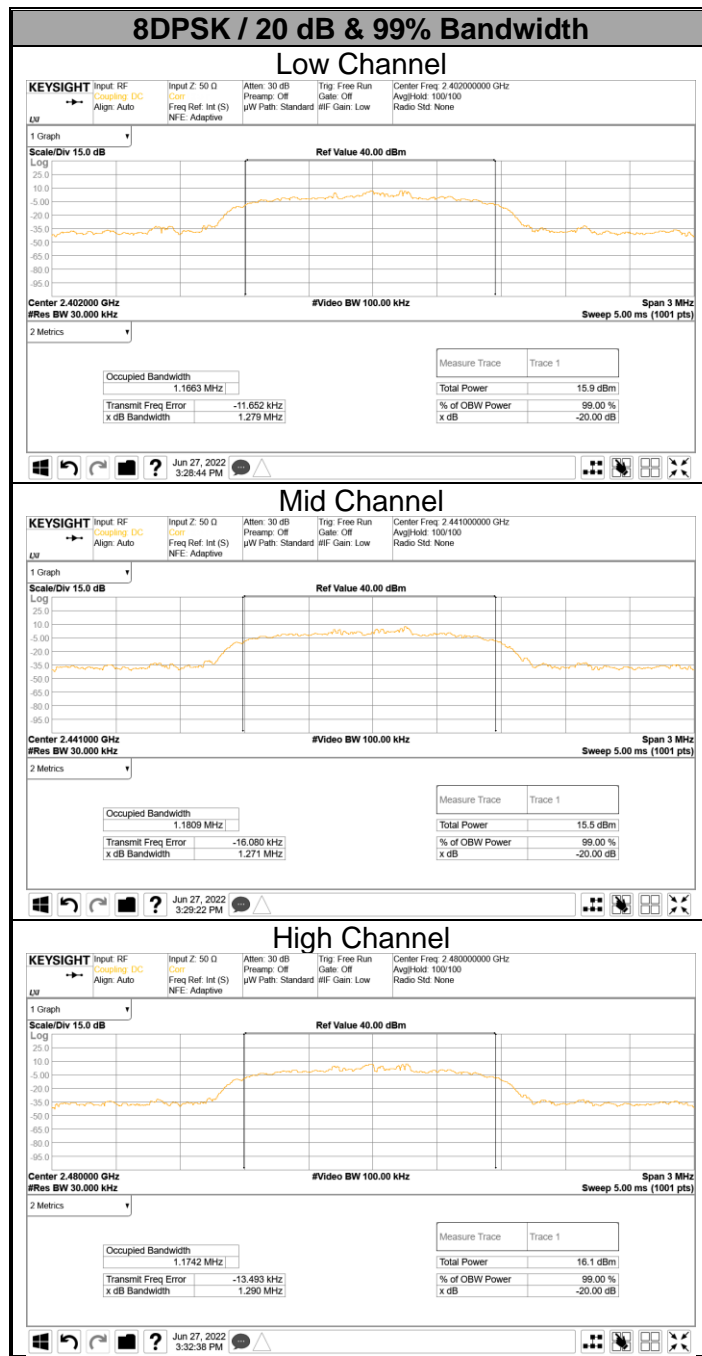 8DPSK / 20 dB & 99% Bandwidth
Low Channel
KEYSIGHT Input: RF Input Z: 50 Ω Atten: 30 dB Trig: Free Run Center Freq: 2.402000000 GHz
Coupling: DC Corr Preamp: Off Gate: Off Avg|Hold: 100/100
Align: Auto Freq Ref: Int (S) µW Path: Standard #IF Gain: Low Radio Std: None
NFE: Adaptive
LXI
1 Graph
Scale/Div 15.0 dB Ref Value 40.00 dBm
Log
25.0
10.0
-5.00
-20.0
-35.0
-50.0
-65.0
-80.0
-95.0
Center 2.402000 GHz #Video BW 100.00 kHz Span 3 MHz
#Res BW 30.000 kHz Sweep 5.00 ms (1001 pts)
2 Metrics
Measure Trace Trace 1
Occupied Bandwidth
1.1663 MHz Total Power 15.9 dBm
Transmit Freq Error -11.652 kHz % of OBW Power 99.00 %
x dB Bandwidth 1.279 MHz x dB -20.00 dB
? Jun 27, 2022
3:28:44 PM
Mid Channel
KEYSIGHT Input: RF Input Z: 50 Ω Atten: 30 dB Trig: Free Run Center Freq: 2.441000000 GHz
Coupling: DC Corr Preamp: Off Gate: Off Avg|Hold: 100/100
Align: Auto Freq Ref: Int (S) µW Path: Standard #IF Gain: Low Radio Std: None
NFE: Adaptive
LXI
1 Graph
Scale/Div 15.0 dB Ref Value 40.00 dBm
Log
25.0
10.0
-5.00
-20.0
-35.0
-50.0
-65.0
-80.0
-95.0
Center 2.441000 GHz #Video BW 100.00 kHz Span 3 MHz
#Res BW 30.000 kHz Sweep 5.00 ms (1001 pts)
2 Metrics
Measure Trace Trace 1
Occupied Bandwidth
1.1809 MHz Total Power 15.5 dBm
Transmit Freq Error -16.080 kHz % of OBW Power 99.00 %
x dB Bandwidth 1.271 MHz x dB -20.00 dB
? Jun 27, 2022
3:29:22 PM
High Channel
KEYSIGHT Input: RF Input Z: 50 Ω Atten: 30 dB Trig: Free Run Center Freq: 2.480000000 GHz
Coupling: DC Corr Preamp: Off Gate: Off Avg|Hold: 100/100
Align: Auto Freq Ref: Int (S) µW Path: Standard #IF Gain: Low Radio Std: None
NFE: Adaptive
LXI
1 Graph
Scale/Div 15.0 dB Ref Value 40.00 dBm
Log
25.0
10.0
-5.00
-20.0
-35.0
-50.0
-65.0
-80.0
-95.0
Center 2.480000 GHz #Video BW 100.00 kHz Span 3 MHz
#Res BW 30.000 kHz Sweep 5.00 ms (1001 pts)
2 Metrics
Measure Trace Trace 1
Occupied Bandwidth
1.1742 MHz Total Power 16.1 dBm
Transmit Freq Error -13.493 kHz % of OBW Power 99.00 %
x dB Bandwidth 1.290 MHz x dB -20.00 dB
? Jun 27, 2022
3:32:38 PM